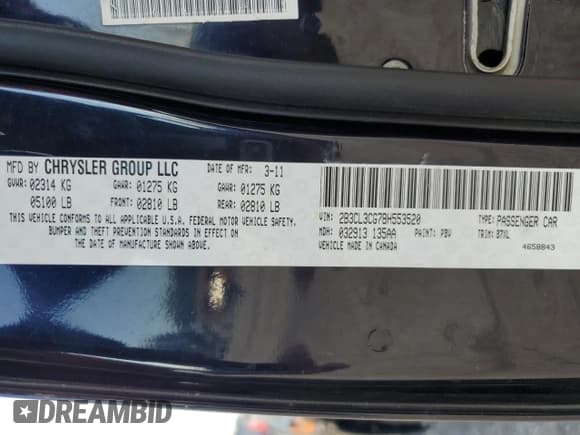 MFD BY CHRYSLER GROUP LLC DATE OF MFR: 3-11
GVWR: 02314 KG GAWR: 01275 KG GAWR: 01275 KG
05100 LB FRONT: 02810 LB REAR: 02810 LB
THIS VEHICLE CONFORMS TO ALL APPLICABLE U.S.A. FEDERAL MOTOR VEHICLE SAFETY,
BUMPER AND THEFT PREVENTION STANDARDS IN EFFECT ON
THE DATE OF MANUFACTURE SHOWN ABOVE.
VIN: 2B3CL3CG7BH553520 TYPE: PASSENGER CAR
MDH: 032913 135AA PAINT: PBV TRIM: B7XL
VEHICLE MADE IN CANADA 4658843
DREAMBID